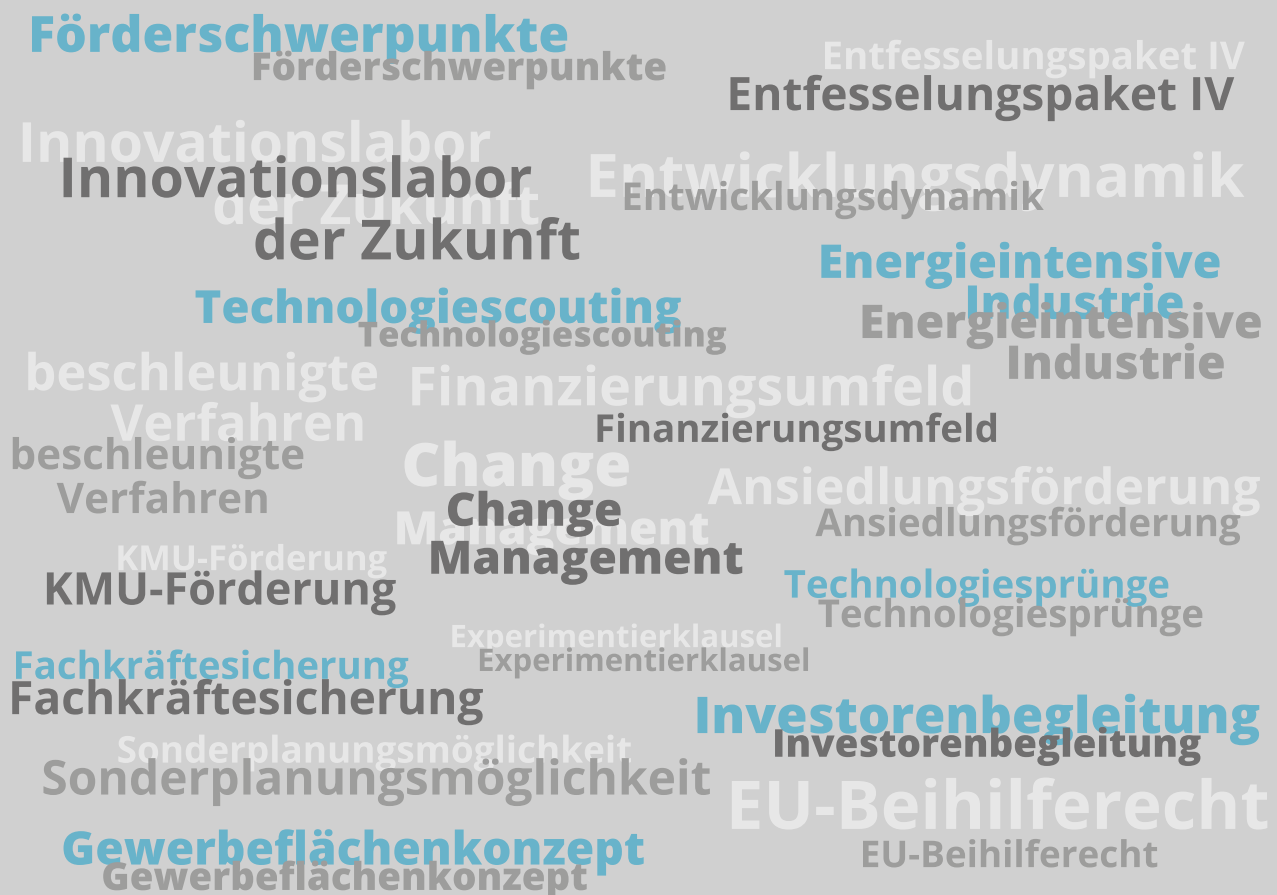 Förderschwerpunkte
Förderschwerpunkte
Entfesselungspaket IV
Entfesselungspaket IV
Innovationslabor
der Zukunft
Innovationslabor
der Zukunft
Entwicklungsdynamik
Entwicklungsdynamik
Energieintensive
Industrie
Energieintensive
Industrie
Technologiescouting
Technologiescouting
beschleunigte
Verfahren
beschleunigte
Verfahren
Finanzierungsumfeld
Finanzierungsumfeld
Change
Management
Change
Management
Ansiedlungsförderung
Ansiedlungsförderung
KMU-Förderung
KMU-Förderung
Technologiesprünge
Technologiesprünge
Experimentierklausel
Experimentierklausel
Fachkräftesicherung
Fachkräftesicherung
Investorenbegleitung
Investorenbegleitung
Sonderplanungsmöglichkeit
Sonderplanungsmöglichkeit
EU-Beihilferecht
EU-Beihilferecht
Gewerbeflächenkonzept
Gewerbeflächenkonzept